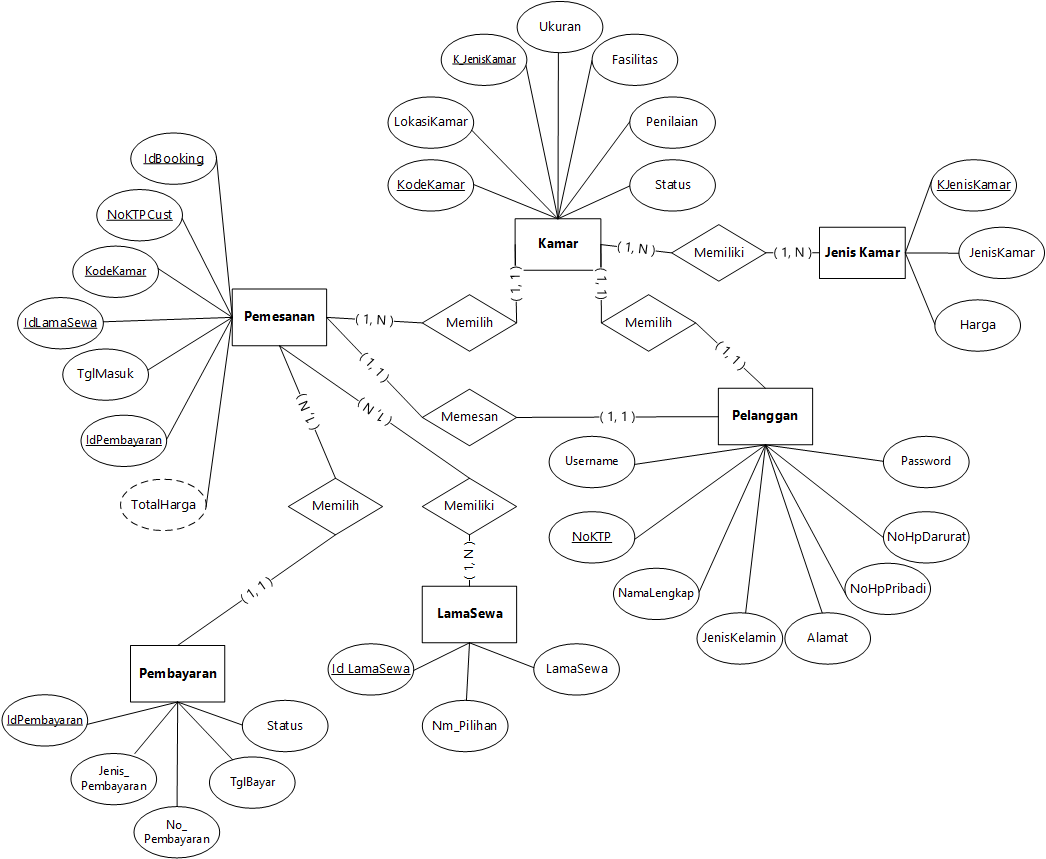 Ukuran
K_JenisKamar
Fasilitas
LokasiKamar
Penilaian
KodeKamar
Status
IdBooking
NoKTPCust
KodeKamar
IdLamaSewa
TglMasuk
IdPembayaran
TotalHarga
Pemesanan
Kamar
( 1, N )
Memiliki
( 1, N )
Jenis Kamar
KJenisKamar
JenisKamar
Harga
( 1, 1 )
( 1, 1 )
( 1, N )
Memilih
Memilih
( 1, 1 )
( 1, 1 )
Memesan
( 1, 1 )
Pelanggan
( 1, N )
( 1, N )
Username
Password
NoKTP
NoHpDarurat
NamaLengkap
NoHpPribadi
JenisKelamin
Alamat
Memilih
Memiliki
( 1, 1 )
( 1, N )
LamaSewa
Id_LamaSewa
LamaSewa
Nm_Pilihan
Pembayaran
IdPembayaran
Status
Jenis_
Pembayaran
TglBayar
No_
Pembayaran